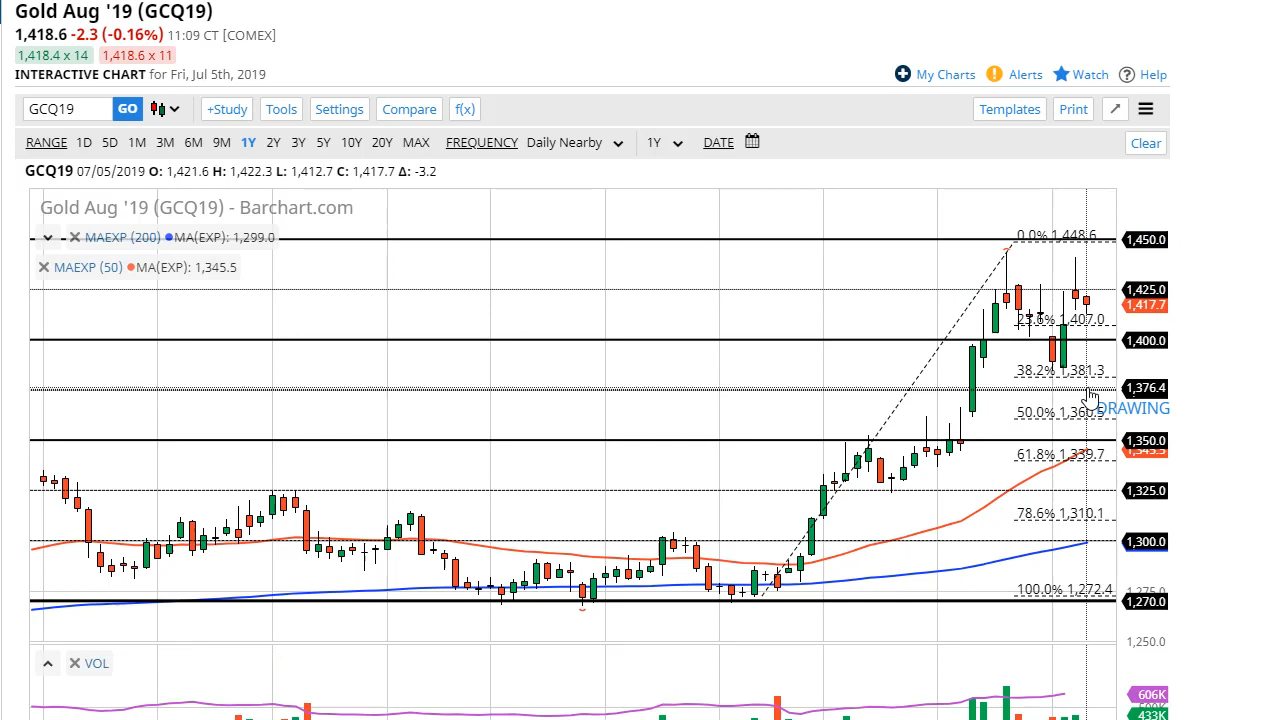 Gold Aug '19 (GCQ19)
1,418.6 -2.3 (-0.16%) 11:09 CT [COMEX]
1,418.4 x 14 1,418.6 x 11
INTERACTIVE CHART for Fri, Jul 5th, 2019
My Charts Alerts Watch Help
GCQ19 GO +Study Tools Settings Compare f(x) Templates Print
RANGE 1D 5D 1M 3M 6M 9M 1Y 2Y 3Y 5Y 10Y 20Y MAX FREQUENCY Daily Nearby 1Y DATE Clear
GCQ19 07/05/2019 O: 1,421.6 H: 1,422.3 L: 1,412.7 C: 1,417.7 Δ: -3.2
Gold Aug '19 (GCQ19) - Barchart.com
MAEXP (200) MA(EXP): 1,299.0
0.0% 1,448.6
1,450.0
MAEXP (50) MA(EXP): 1,345.5
1,425.0
1,417.7
23.6% 1,407.0
1,400.0
38.2% 1,381.3
1,376.4
DRAWING
50.0% 1,360.5
1,350.0
1,345.5
61.8% 1,339.7
1,325.0
78.6% 1,310.1
1,300.0
100.0% 1,272.4
1,275.0
1,270.0
1,250.0
VOL
606K
433K